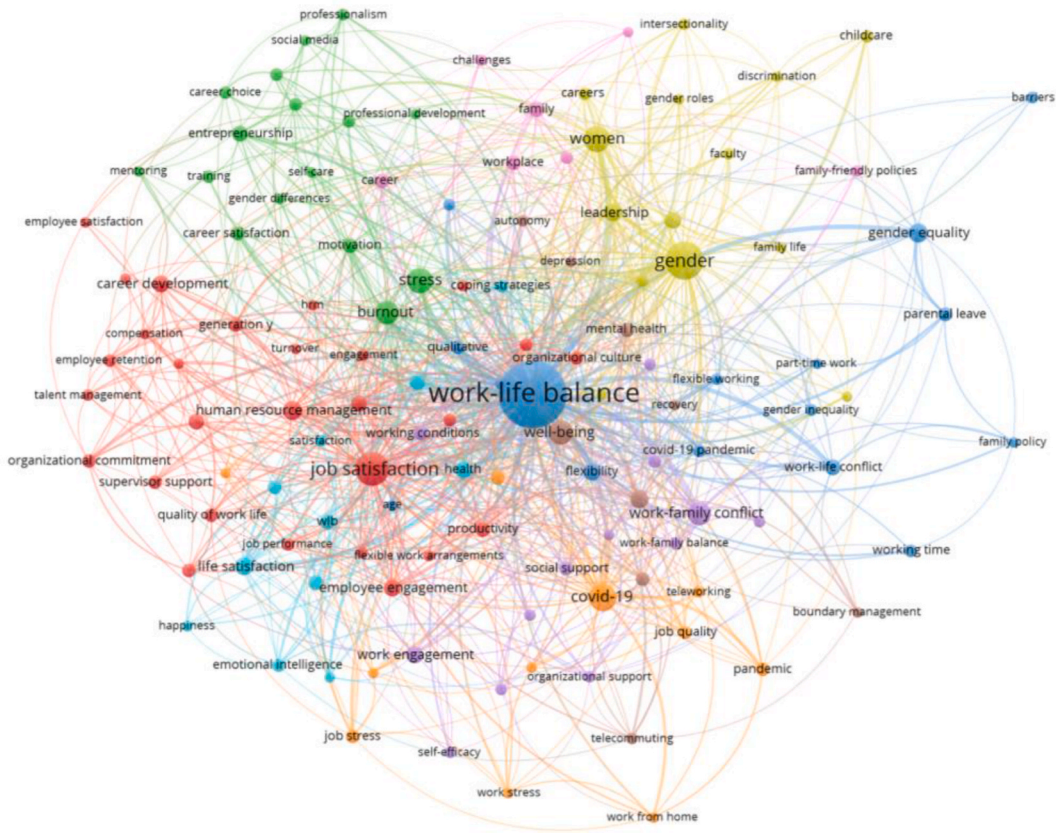 professionalism
intersectionality
social media
childcare
challenges
discrimination
career choice
careers
gender roles
barriers
family
professional development
entrepreneurship
women
faculty
workplace
mentoring
training
self-care
career
family-friendly policies
gender differences
leadership
employee satisfaction
autonomy
career satisfaction
gender equality
motivation
family life
depression
gender
stress
career development
coping strategies
hrm
burnout
parental leave
generation y
mental health
compensation
turnover
engagement
qualitative
organizational culture
employee retention
part-time work
flexible working
talent management
work-life balance
recovery
human resource management
gender inequality
working conditions
well-being
satisfaction
family policy
covid-19 pandemic
organizational commitment
job satisfaction
health
flexibility
work-life conflict
supervisor support
age
quality of work life
work-family conflict
wlb
productivity
job performance
work-family balance
working time
flexible work arrangements
life satisfaction
social support
employee engagement
teleworking
covid-19
boundary management
happiness
job quality
work engagement
emotional intelligence
pandemic
organizational support
job stress
telecommuting
self-efficacy
work stress
work from home